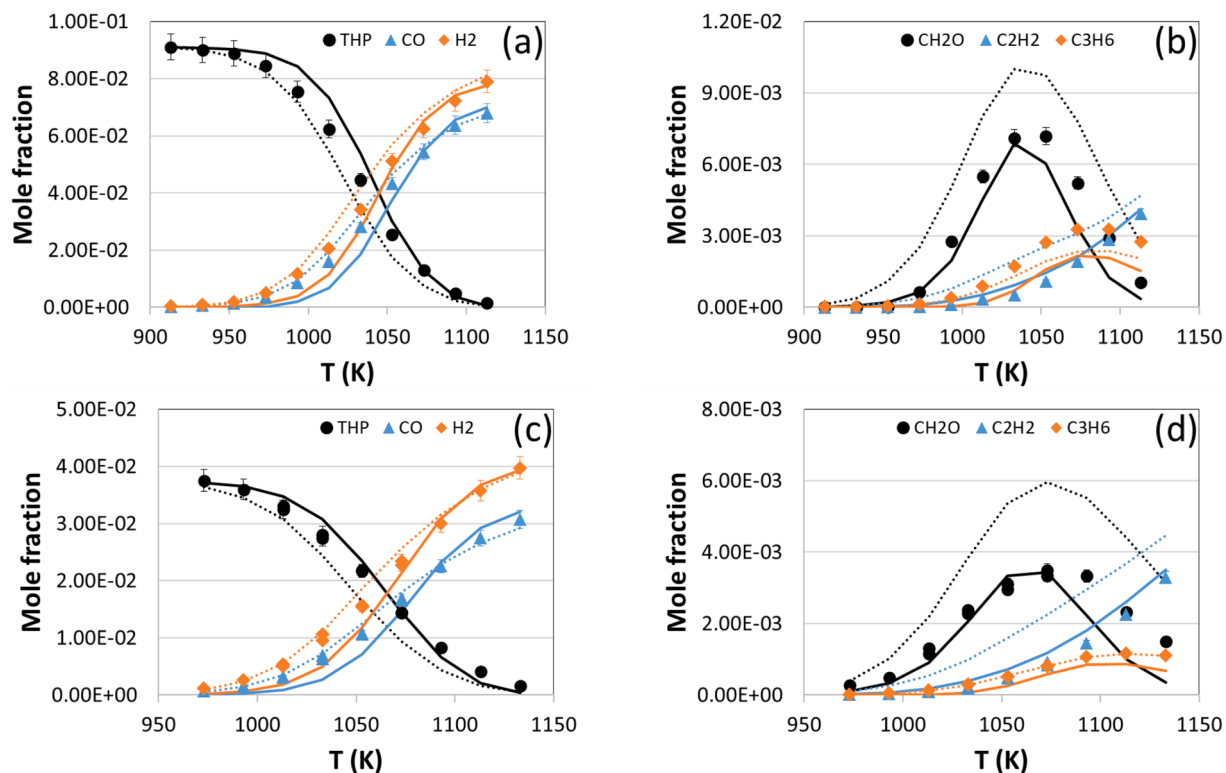 1.00E-01
8.00E-02
6.00E-02
4.00E-02
2.00E-02
0.00E+00
Mole fraction
THP CO H2
(a)
900 950 1000 1050 1100 1150
T (K)
1.20E-02
9.00E-03
6.00E-03
3.00E-03
0.00E+00
Mole fraction
CH2O C2H2 C3H6
(b)
900 950 1000 1050 1100 1150
T (K)
5.00E-02
4.00E-02
3.00E-02
2.00E-02
1.00E-02
0.00E+00
Mole fraction
THP CO H2
(c)
950 1000 1050 1100 1150
T (K)
8.00E-03
6.00E-03
4.00E-03
2.00E-03
0.00E+00
Mole fraction
CH2O C2H2 C3H6
(d)
950 1000 1050 1100 1150
T (K)